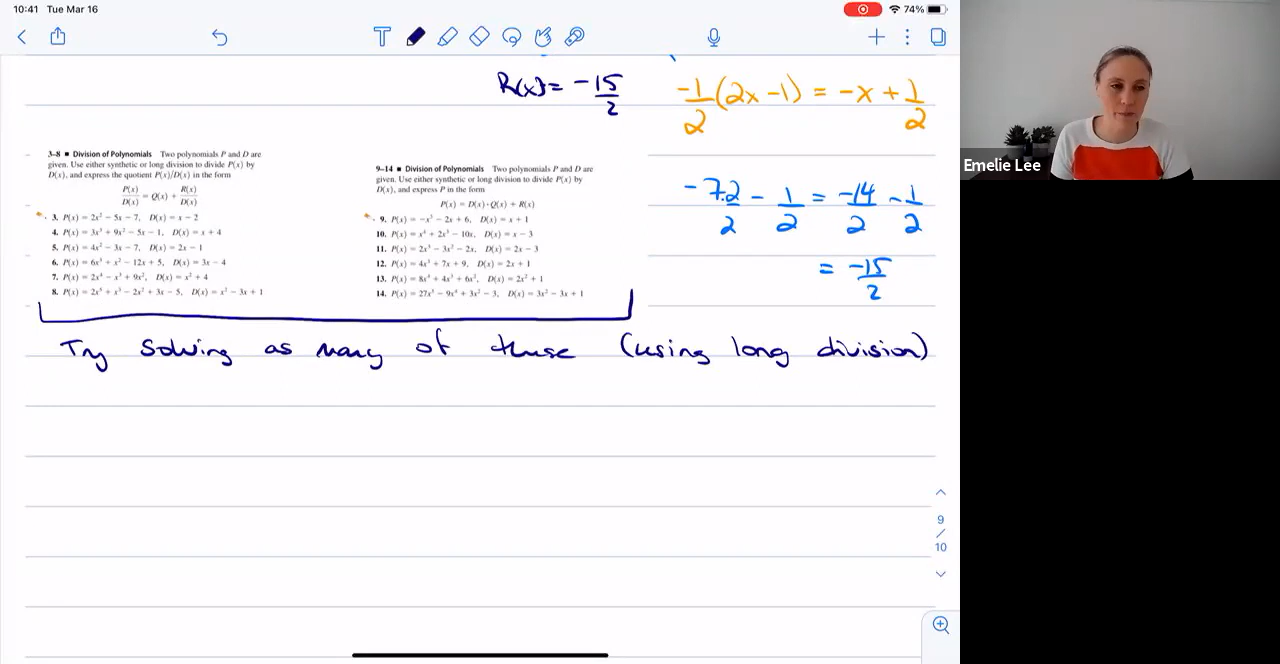 10:41 Tue Mar 16
74%
R(x) = -15/2
-1/2(2x-1) = -x + 1/2
3–8 ■ Division of Polynomials Two polynomials P and D are
given. Use either synthetic or long division to divide P(x) by
D(x), and express the quotient P(x)/D(x) in the form
P(x)/D(x) = Q(x) + R(x)/D(x)
3. P(x) = 2x² − 5x − 7, D(x) = x − 2
4. P(x) = 3x³ + 9x² − 5x − 1, D(x) = x + 4
5. P(x) = 4x² − 3x − 7, D(x) = 2x − 1
6. P(x) = 6x³ + x² − 12x + 5, D(x) = 3x − 4
7. P(x) = 2x⁴ − x³ + 9x², D(x) = x² + 4
8. P(x) = 2x⁵ + x³ − 2x² + 3x − 5, D(x) = x² − 3x + 1
9–14 ■ Division of Polynomials Two polynomials P and D are
given. Use either synthetic or long division to divide P(x) by
D(x), and express P in the form
P(x) = D(x) · Q(x) + R(x)
9. P(x) = −x³ − 2x + 6, D(x) = x + 1
10. P(x) = x⁴ + 2x³ − 10x, D(x) = x − 3
11. P(x) = 2x³ − 3x² − 2x, D(x) = 2x − 3
12. P(x) = 4x³ + 7x + 9, D(x) = 2x + 1
13. P(x) = 8x⁴ + 4x³ + 6x², D(x) = 2x² + 1
14. P(x) = 27x⁵ − 9x⁴ + 3x² − 3, D(x) = 3x² − 3x + 1
-7·2/2 - 1/2 = -14/2 - 1/2
= -15/2
Try solving as many of these (using long division)
9
/
10
Emelie Lee